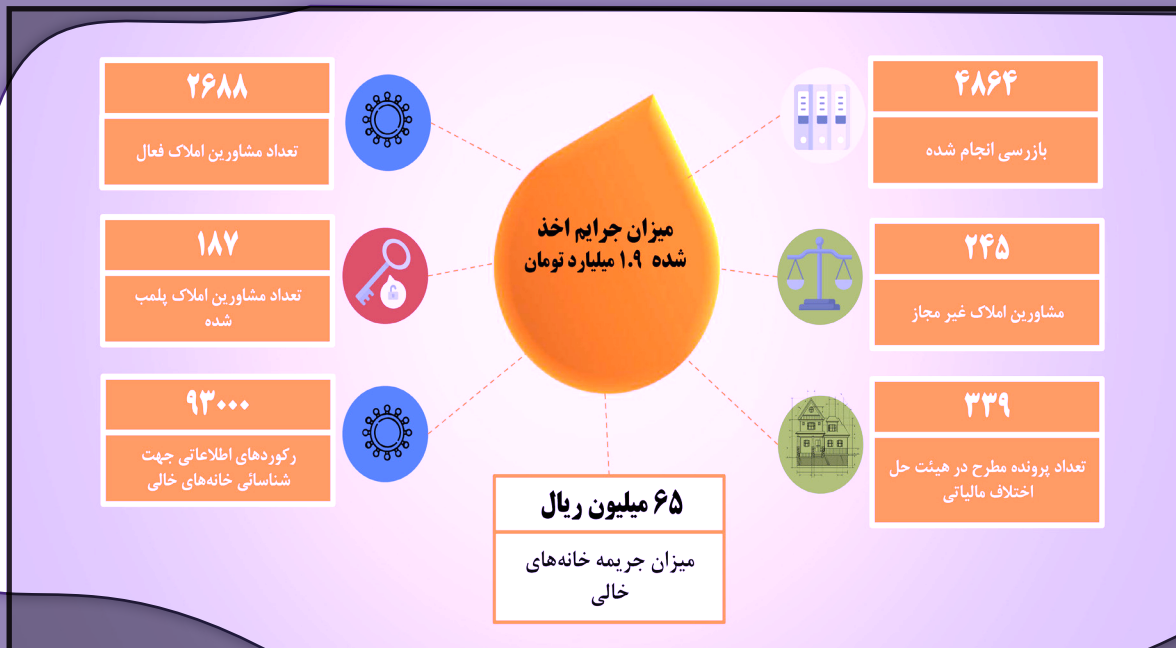 ۴۸۶۴
بازرسی انجام شده
۲۴۵
مشاورین املاک غیر مجاز
۳۳۹
تعداد پرونده مطرح در هیئت حل
اختلاف مالیاتی
میزان جرایم اخذ
شده ۱.۹ میلیارد تومان
۶۵ میلیون ریال
میزان جریمه خانه‌های
خالی
۲۶۸۸
تعداد مشاورین املاک فعال
۱۸۷
تعداد مشاورین املاک پلمب
شده
۹۳۰۰۰
رکوردهای اطلاعاتی جهت
شناسائی خانه‌های خالی